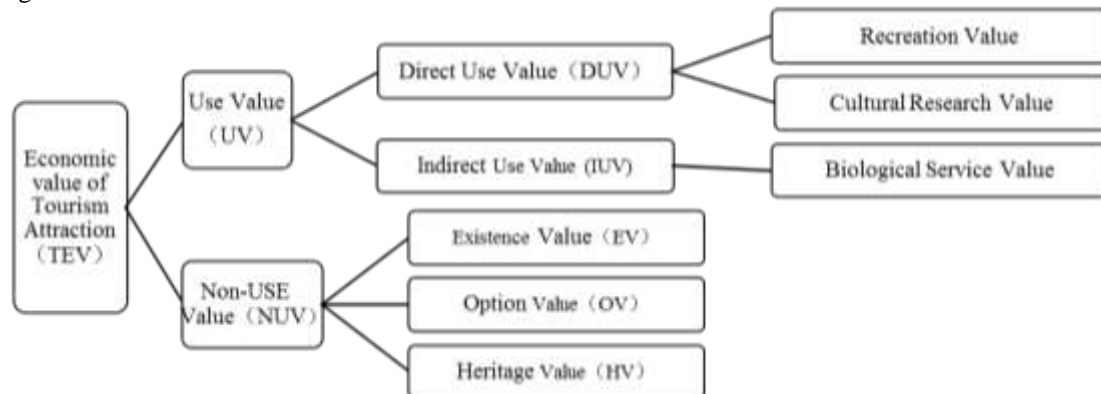 Economic
value of
Tourism
Attraction
（TEV）
Use Value
（UV）
Non-USE
Value（NUV）
Direct Use Value（DUV）
Indirect Use Value (IUV)
Existence Value（EV）
Option Value（OV）
Heritage Value（HV）
Recreation Value
Cultural Research Value
Biological Service Value